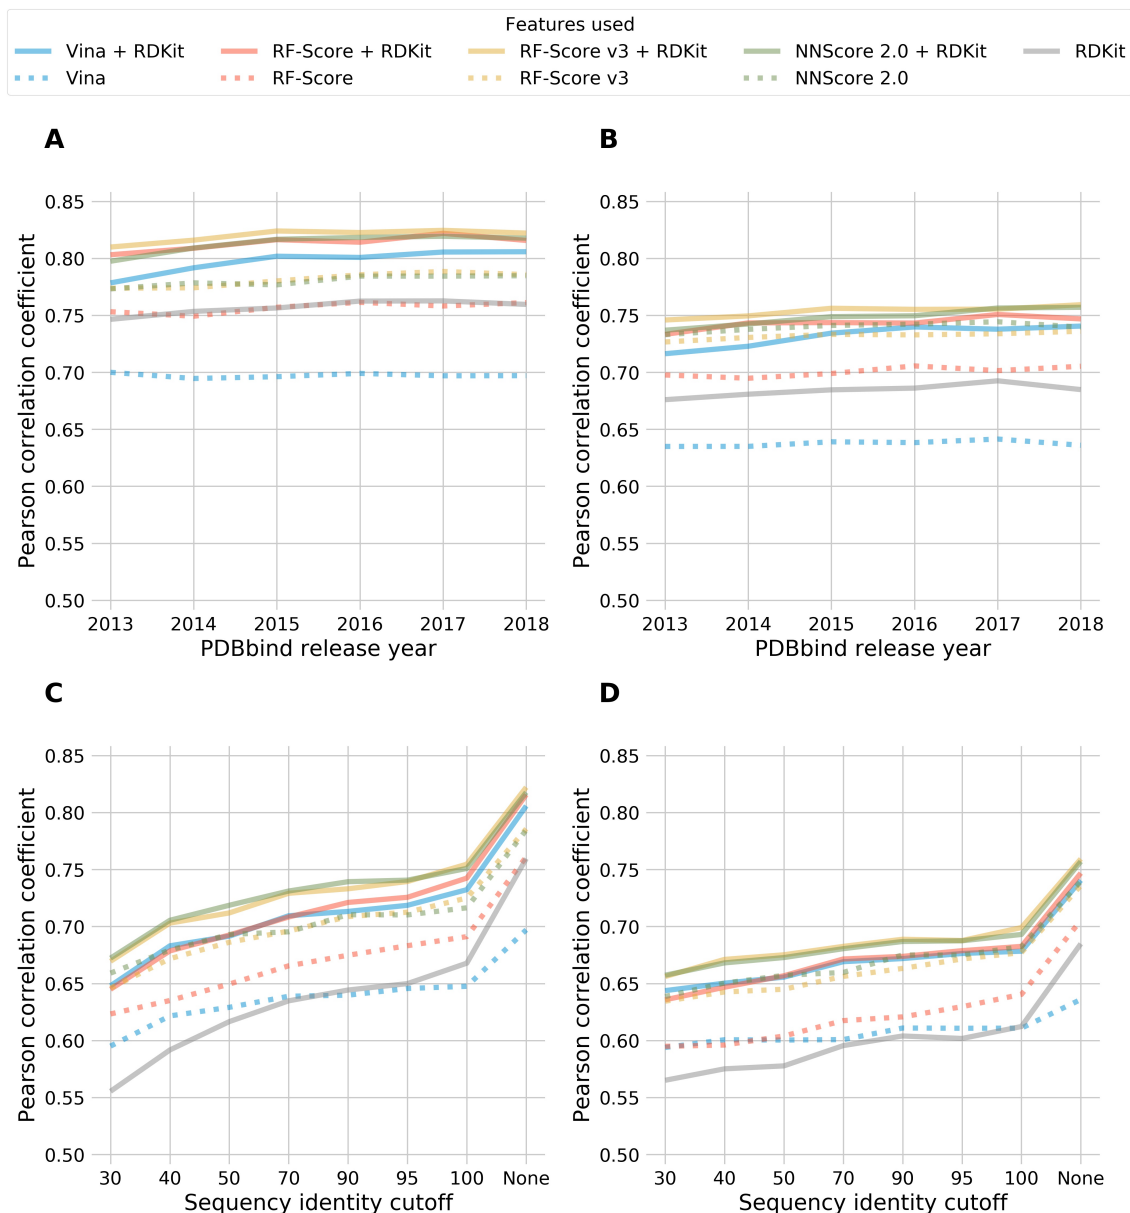 Features used
Vina + RDKit RF-Score + RDKit RF-Score v3 + RDKit NNScore 2.0 + RDKit RDKit
Vina RF-Score RF-Score v3 NNScore 2.0
A
Pearson correlation coefficient
0.85
0.80
0.75
0.70
0.65
0.60
0.55
0.50
2013 2014 2015 2016 2017 2018
PDBbind release year
B
Pearson correlation coefficient
0.85
0.80
0.75
0.70
0.65
0.60
0.55
0.50
2013 2014 2015 2016 2017 2018
PDBbind release year
C
Pearson correlation coefficient
0.85
0.80
0.75
0.70
0.65
0.60
0.55
0.50
30 40 50 70 90 95 100 None
Sequency identity cutoff
D
Pearson correlation coefficient
0.85
0.80
0.75
0.70
0.65
0.60
0.55
0.50
30 40 50 70 90 95 100 None
Sequency identity cutoff